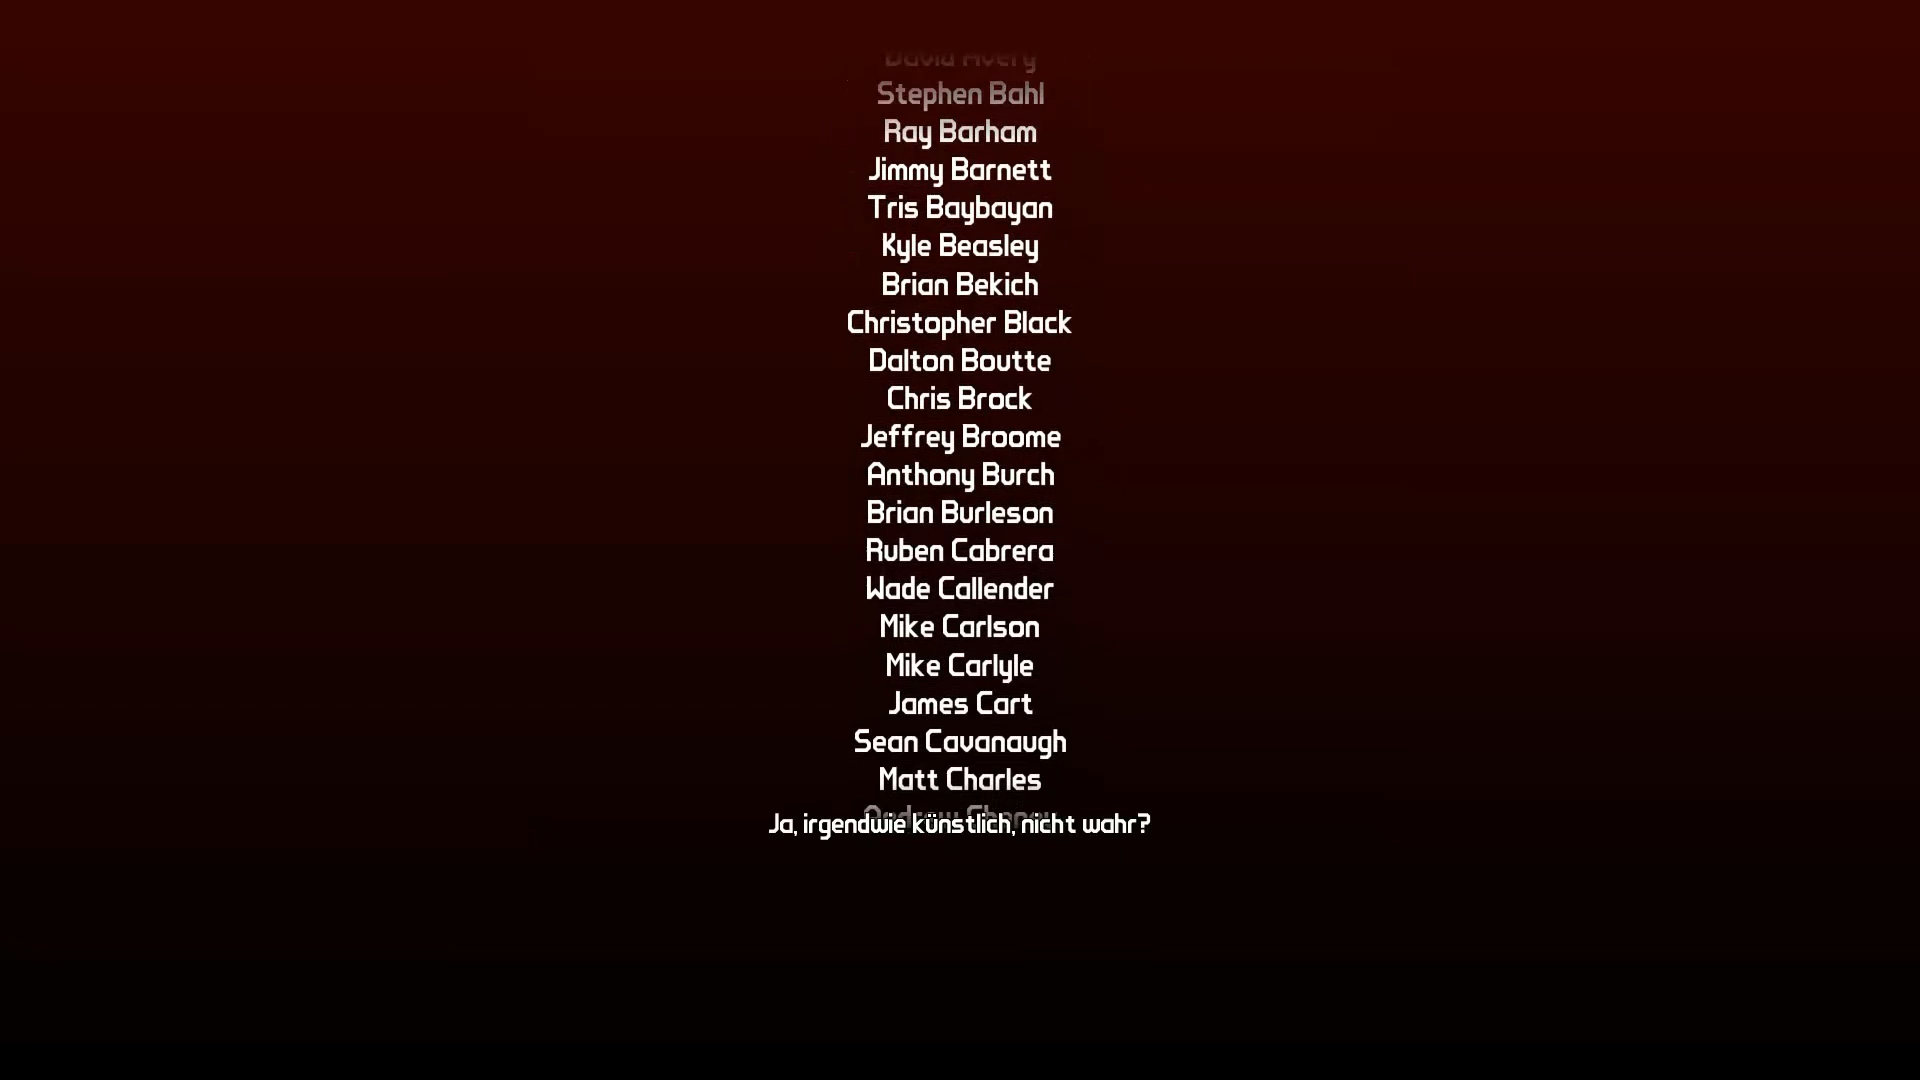 David Avery
Stephen Bahl
Ray Barham
Jimmy Barnett
Tris Baybayan
Kyle Beasley
Brian Bekich
Christopher Black
Dalton Boutte
Chris Brock
Jeffrey Broome
Anthony Burch
Brian Burleson
Ruben Cabrera
Wade Callender
Mike Carlson
Mike Carlyle
James Cart
Sean Cavanaugh
Matt Charles
Ja, irgendwie künstlich, nicht wahr?